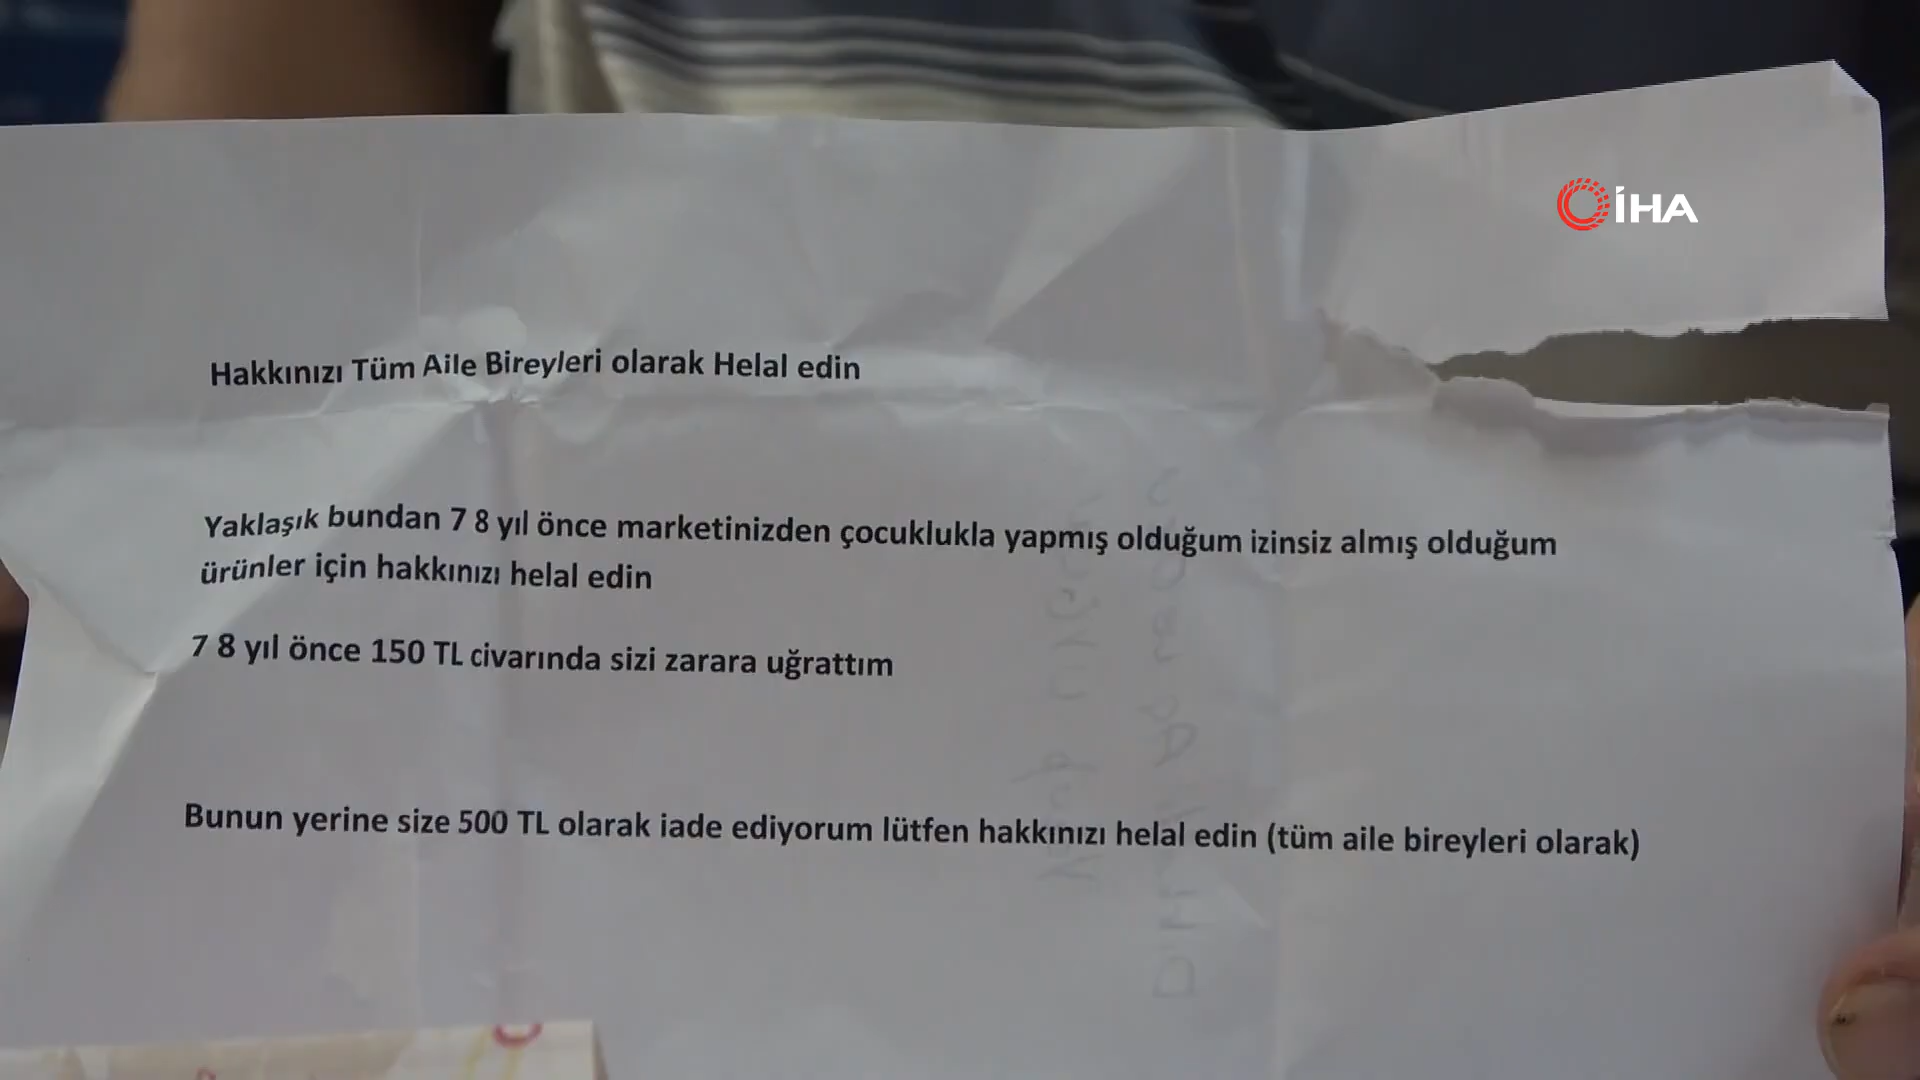 İHA
Hakkınızı Tüm Aile Bireyleri olarak Helal edin
Yaklaşık bundan 7 8 yıl önce marketinizden çocuklukla yapmış olduğum izinsiz almış olduğum
ürünler için hakkınızı helal edin
7 8 yıl önce 150 TL civarında sizi zarara uğrattım
Bunun yerine size 500 TL olarak iade ediyorum lütfen hakkınızı helal edin (tüm aile bireyleri olarak)